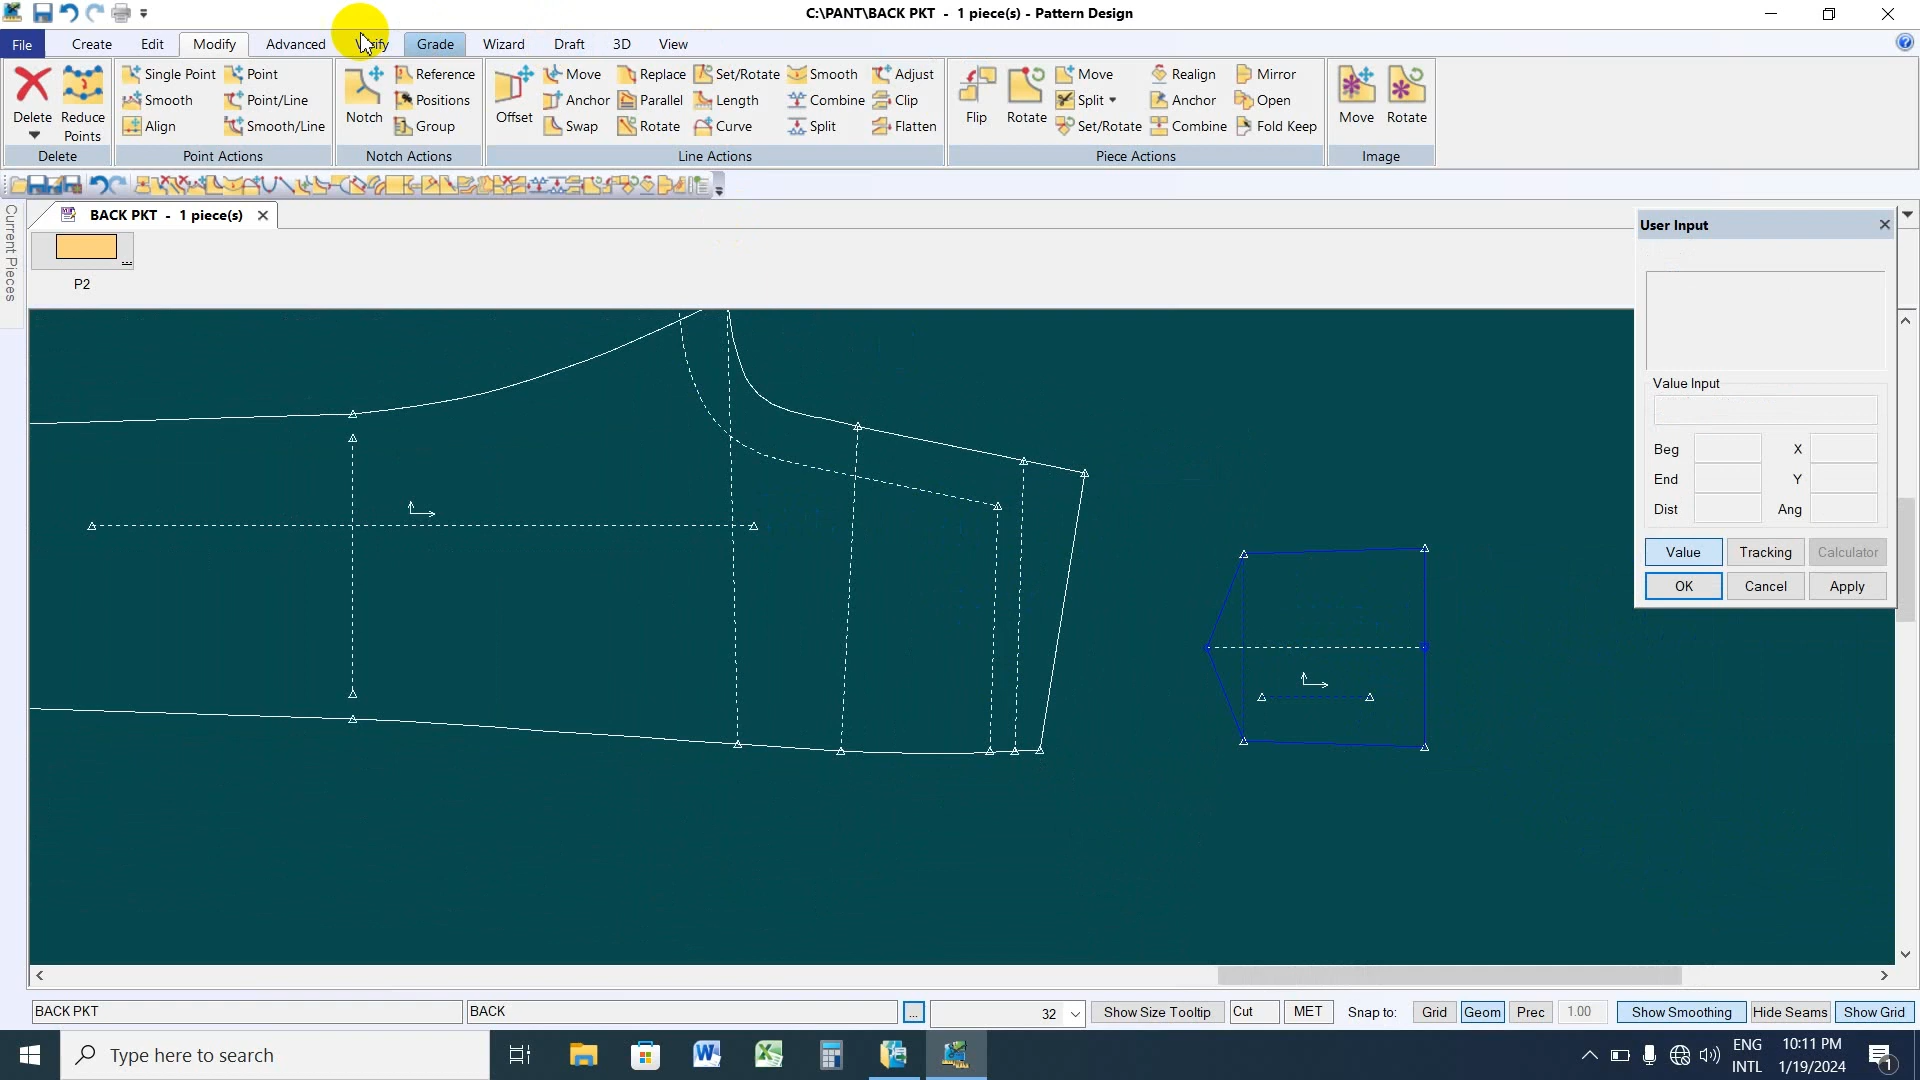 C:\PANT\BACK PKT - 1 piece(s) - Pattern Design
File Create Edit Modify Advanced Grade Wizard Draft 3D View
Single Point Point Reference Move Replace Set/Rotate Smooth Adjust Move Realign Mirror
Delete Reduce Points Smooth Point/Line Notch Positions Offset Anchor Parallel Length Combine Clip Flip Rotate Split Anchor Open Move Rotate
Align Smooth/Line Group Swap Rotate Curve Split Flatten Set/Rotate Combine Fold Keep
Delete Point Actions Notch Actions Line Actions Piece Actions Image
Current Pieces
BACK PKT - 1 piece(s)
P2
User Input
Value Input
Beg X
End Y
Dist Ang
Value Tracking Calculator
OK Cancel Apply
BACK PKT BACK ... 32 Show Size Tooltip Cut MET Snap to: Grid Geom Prec 1.00 Show Smoothing Hide Seams Show Grid
Type here to search
ENG 10:11 PM
INTL 1/19/2024
1